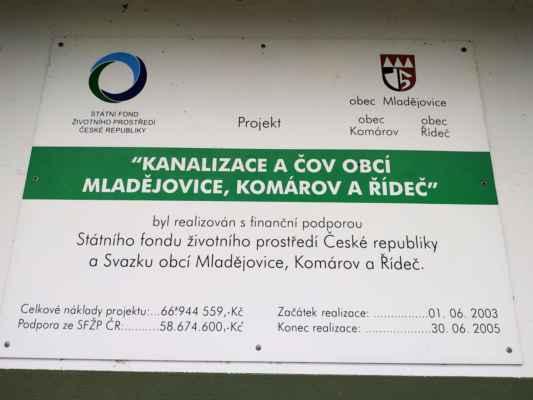 STÁTNÍ FOND
ŽIVOTNÍHO PROSTŘEDÍ
ČESKÉ REPUBLIKY
Projekt
obec Mladějovice
obec obec
Komárov Řídeč
“KANALIZACE A ČOV OBCÍ
MLADĚJOVICE, KOMÁROV A ŘÍDEČ”
byl realizován s finanční podporou
Státního fondu životního prostředí České republiky
a Svazku obcí Mladějovice, Komárov a Řídeč.
Celkové náklady projektu:...66*944 559,-Kč
Podpora ze SFŽP ČR:...........58.674.600,-Kč
Začátek realizace: ................01. 06. 2003
Konec realizace: ...................30. 06. 2005